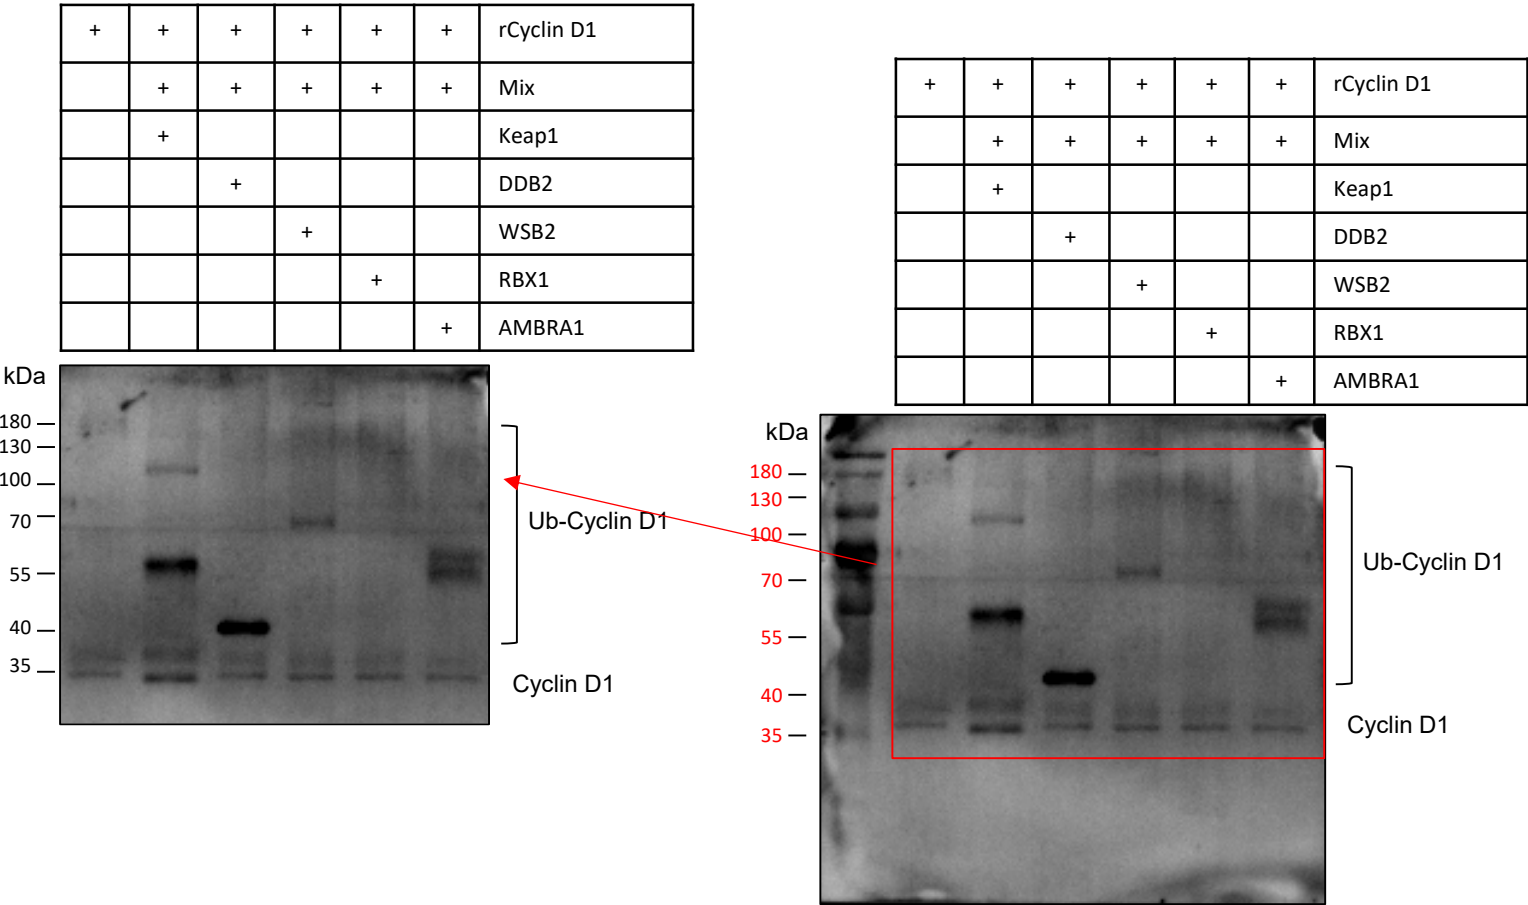 + + + + + + rCyclin D1
+ + + + + Mix
+ Keap1
+ DDB2
+ WSB2
+ RBX1
+ AMBRA1
kDa
180
130
100
70
55
40
35
Ub-Cyclin D1
Cyclin D1
+ + + + + + rCyclin D1
+ + + + + Mix
+ Keap1
+ DDB2
+ WSB2
+ RBX1
+ AMBRA1
kDa
180
130
100
70
55
40
35
Ub-Cyclin D1
Cyclin D1